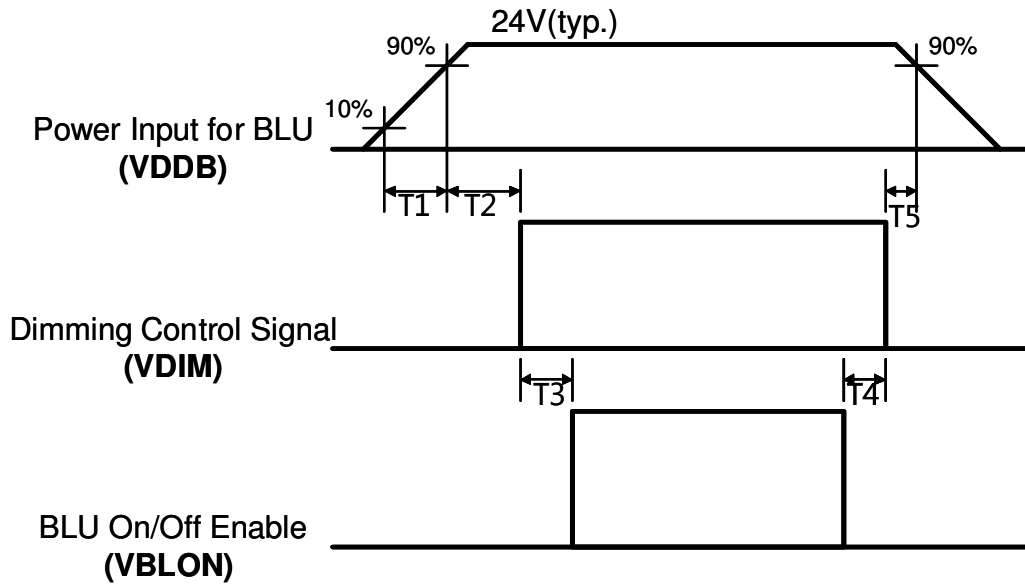 24V(typ.)
90%
90%
10%
Power Input for BLU
(VDDB)
T1
T2
T5
Dimming Control Signal
(VDIM)
T3
T4
BLU On/Off Enable
(VBLON)